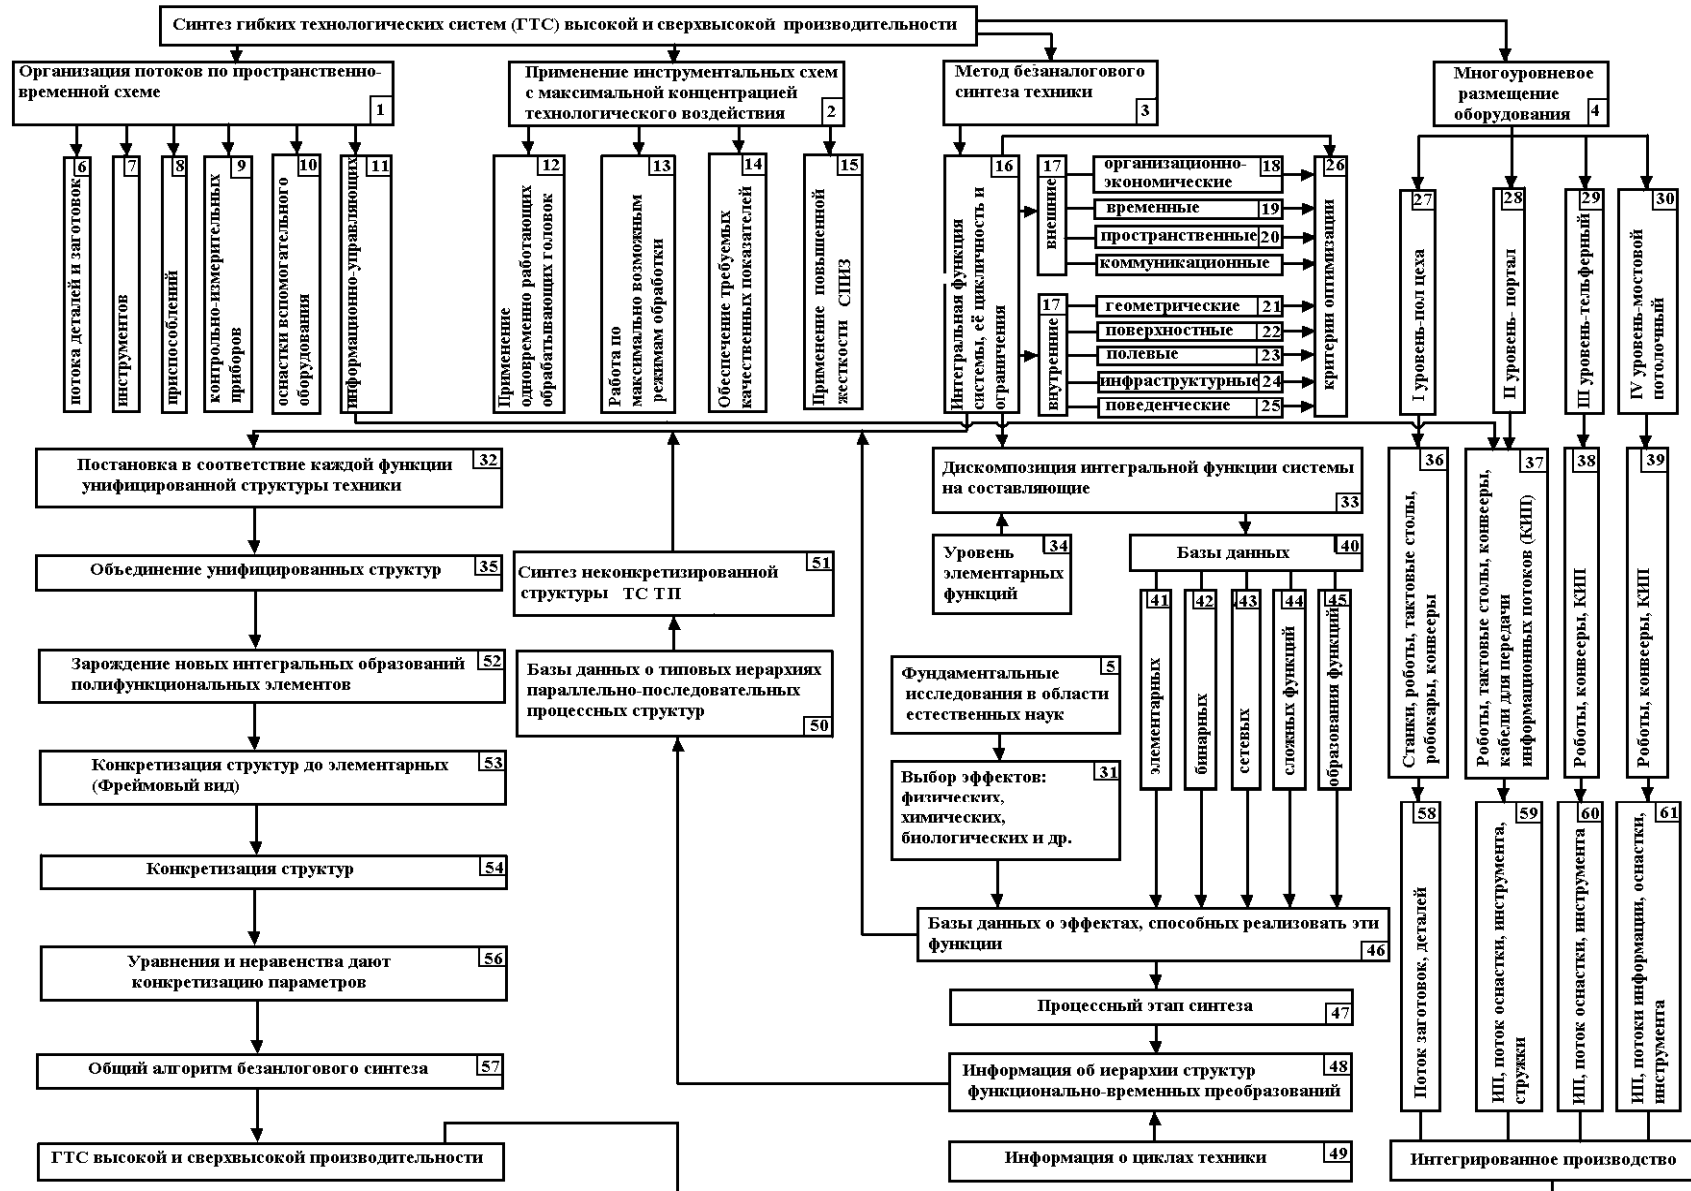 Синтез гибких технологических систем (ГТС) высокой и сверхвысокой производительности
Организация потоков по пространственно-
временной схеме
1
Применение инструментальных схем
с максимальной концентрацией
технологического воздействия
2
Метод безаналогового
синтеза техники
3
Многоуровневое
размещение
оборудования
4
6
потока деталей и заготовок
7
инструментов
8
приспособлений
9
контрольно-измерительных
приборов
10
оснастки вспомогательного
оборудования
11
информационно-управляющих
12
Применение
одновременно работающих
обрабатывающих головок
13
Работа по
максимально возможным
режимам обработки
14
Обеспечение требуемых
качественных показателей
15
Применение повышенной
жесткости СПИЗ
16
Интегральная функция
системы, её цикличность и
ограничения
17
внешние
организационно-
экономические
18
временные
19
пространственные
20
коммуникационные
17
внутренние
геометрические
21
поверхностные
22
полевые
23
инфраструктурные
24
поведенческие
25
26
критерии оптимизации
27
I уровень-пол цеха
28
II уровень- портал
29
III уровень-тельферный
30
IV уровень-мостовой
потолочный
Постановка в соответствие каждой функции
унифицированной структуры техники
32
Дискомпозиция интегральной функции системы
на составляющие
33
36
Станки, роботы, тактовые столы,
робокары, конвееры
37
Роботы, тактовые столы, конвееры,
кабели для передачи
информационных потоков (КИП)
38
Роботы, конвееры, КИП
39
Роботы, конвееры, КИП
Объединение унифицированных структур
35
Синтез неконкретизированной
структуры ТС ТП
51
Уровень
элементарных
функций
34
Базы данных
40
41
элементарных
42
бинарных
43
сетевых
44
сложных функций
45
образования функций
Зарождение новых интегральных образований
полифункциональных элементов
52
Базы данных о типовых иерархиях
параллельно-последовательных
процессных структур
50
Фундаментальные
исследования в области
естественных наук
5
Конкретизация структур до элементарных
(Фреймовый вид)
53
Выбор эффектов:
физических,
химических,
биологических и др.
31
58
Поток заготовок, деталей
59
ИП, поток оснастки, инструмента,
стружки
60
ИП, поток оснастки, инструмента
61
ИП, потоки информации, оснастки,
инструмента
Конкретизация структур
54
Базы данных о эффектах, способных реализовать эти
функции
46
Уравнения и неравенства дают
конкретизацию параметров
56
Процессный этап синтеза
47
Общий алгоритм безанлогового синтеза
57
Информация об иерархии структур
функционально-временных преобразований
48
ГТС высокой и сверхвысокой производительности
Информация о циклах техники
49
Интегрированное производство